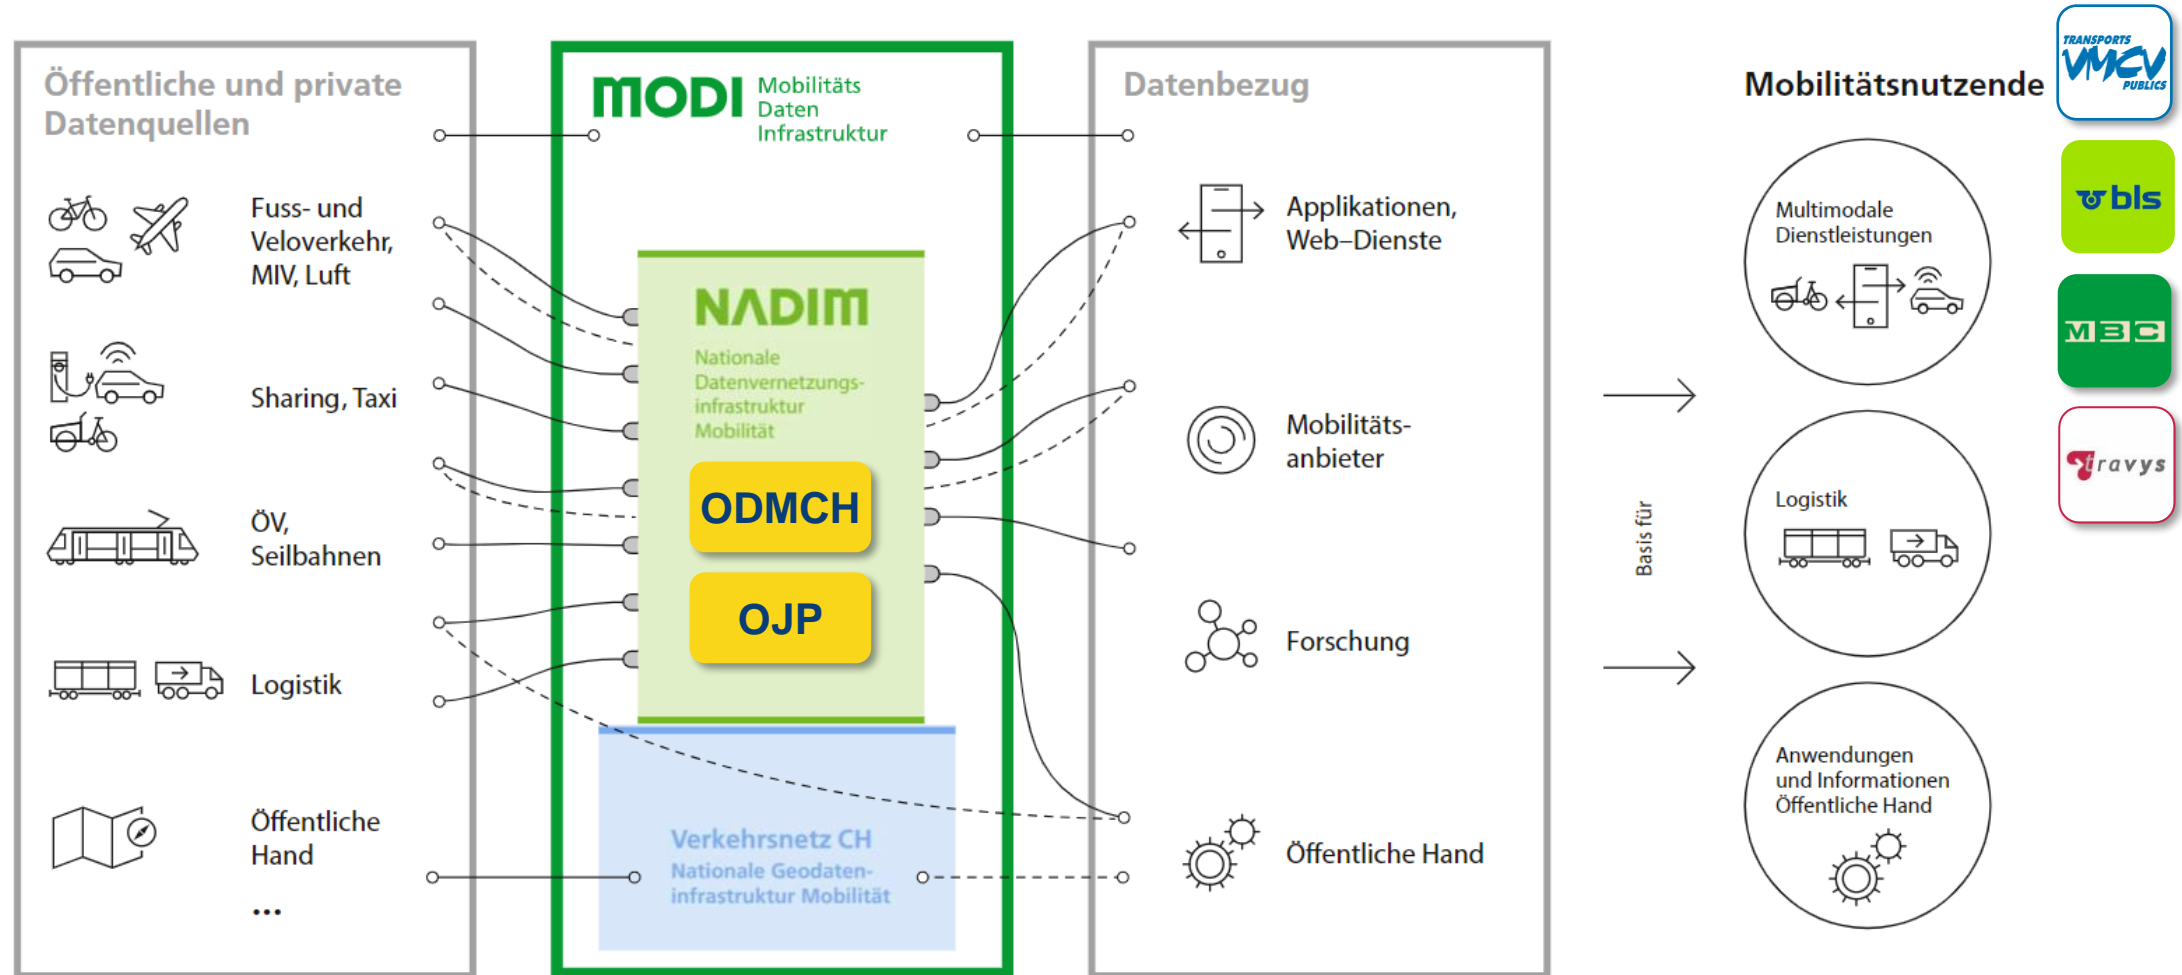 Öffentliche und private
Datenquellen
Fuss- und
Veloverkehr,
MIV, Luft
Sharing, Taxi
ÖV,
Seilbahnen
Logistik
Öffentliche
Hand
...
MODI
Mobilitäts
Daten
Infrastruktur
NADIM
Nationale
Datenvernetzungs-
infrastruktur
Mobilität
ODMCH
OJP
Verkehrsnetz CH
Nationale Geodaten-
infrastruktur Mobilität
Datenbezug
Applikationen,
Web–Dienste
Mobilitäts-
anbieter
Forschung
Öffentliche Hand
Basis für
Mobilitätsnutzende
Multimodale
Dienstleistungen
Logistik
Anwendungen
und Informationen
Öffentliche Hand
TRANSPORTS
VMCV
PUBLICS
bls
MBC
travys